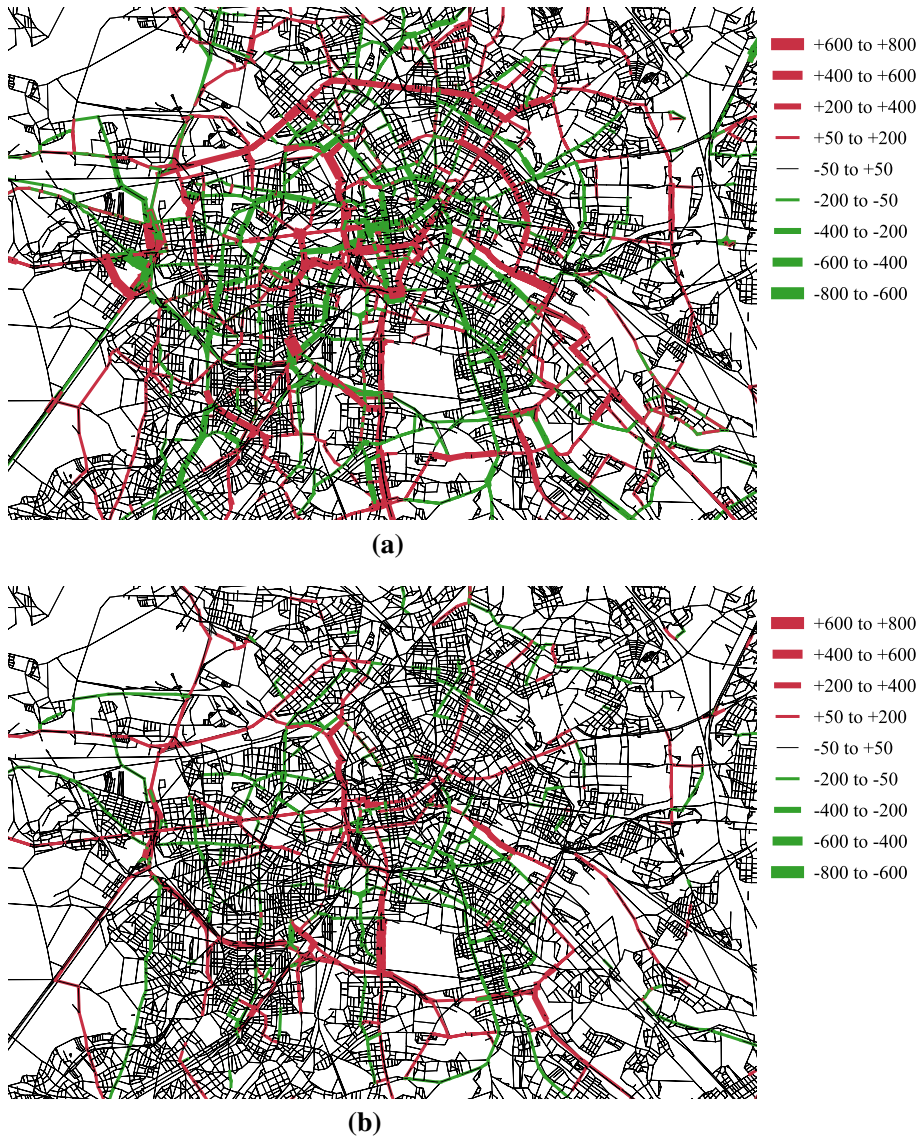 +600 to +800
+400 to +600
+200 to +400
+50 to +200
-50 to +50
-200 to -50
-400 to -200
-600 to -400
-800 to -600
(a)
+600 to +800
+400 to +600
+200 to +400
+50 to +200
-50 to +50
-200 to -50
-400 to -200
-600 to -400
-800 to -600
(b)